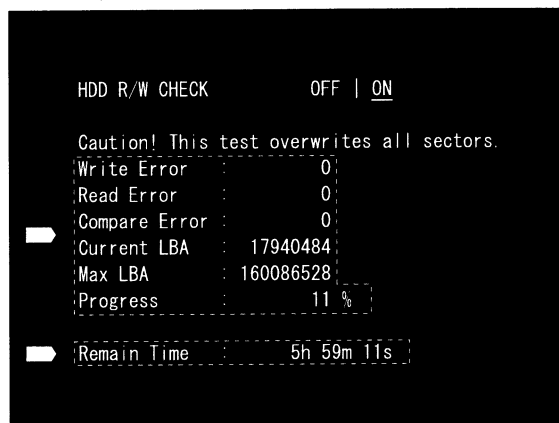 HDD R/W CHECK OFF | ON
Caution! This test overwrites all sectors.
Write Error : 0
Read Error : 0
Compare Error : 0
Current LBA : 17940484
Max LBA : 160086528
Progress : 11 %
Remain Time : 5h 59m 11s